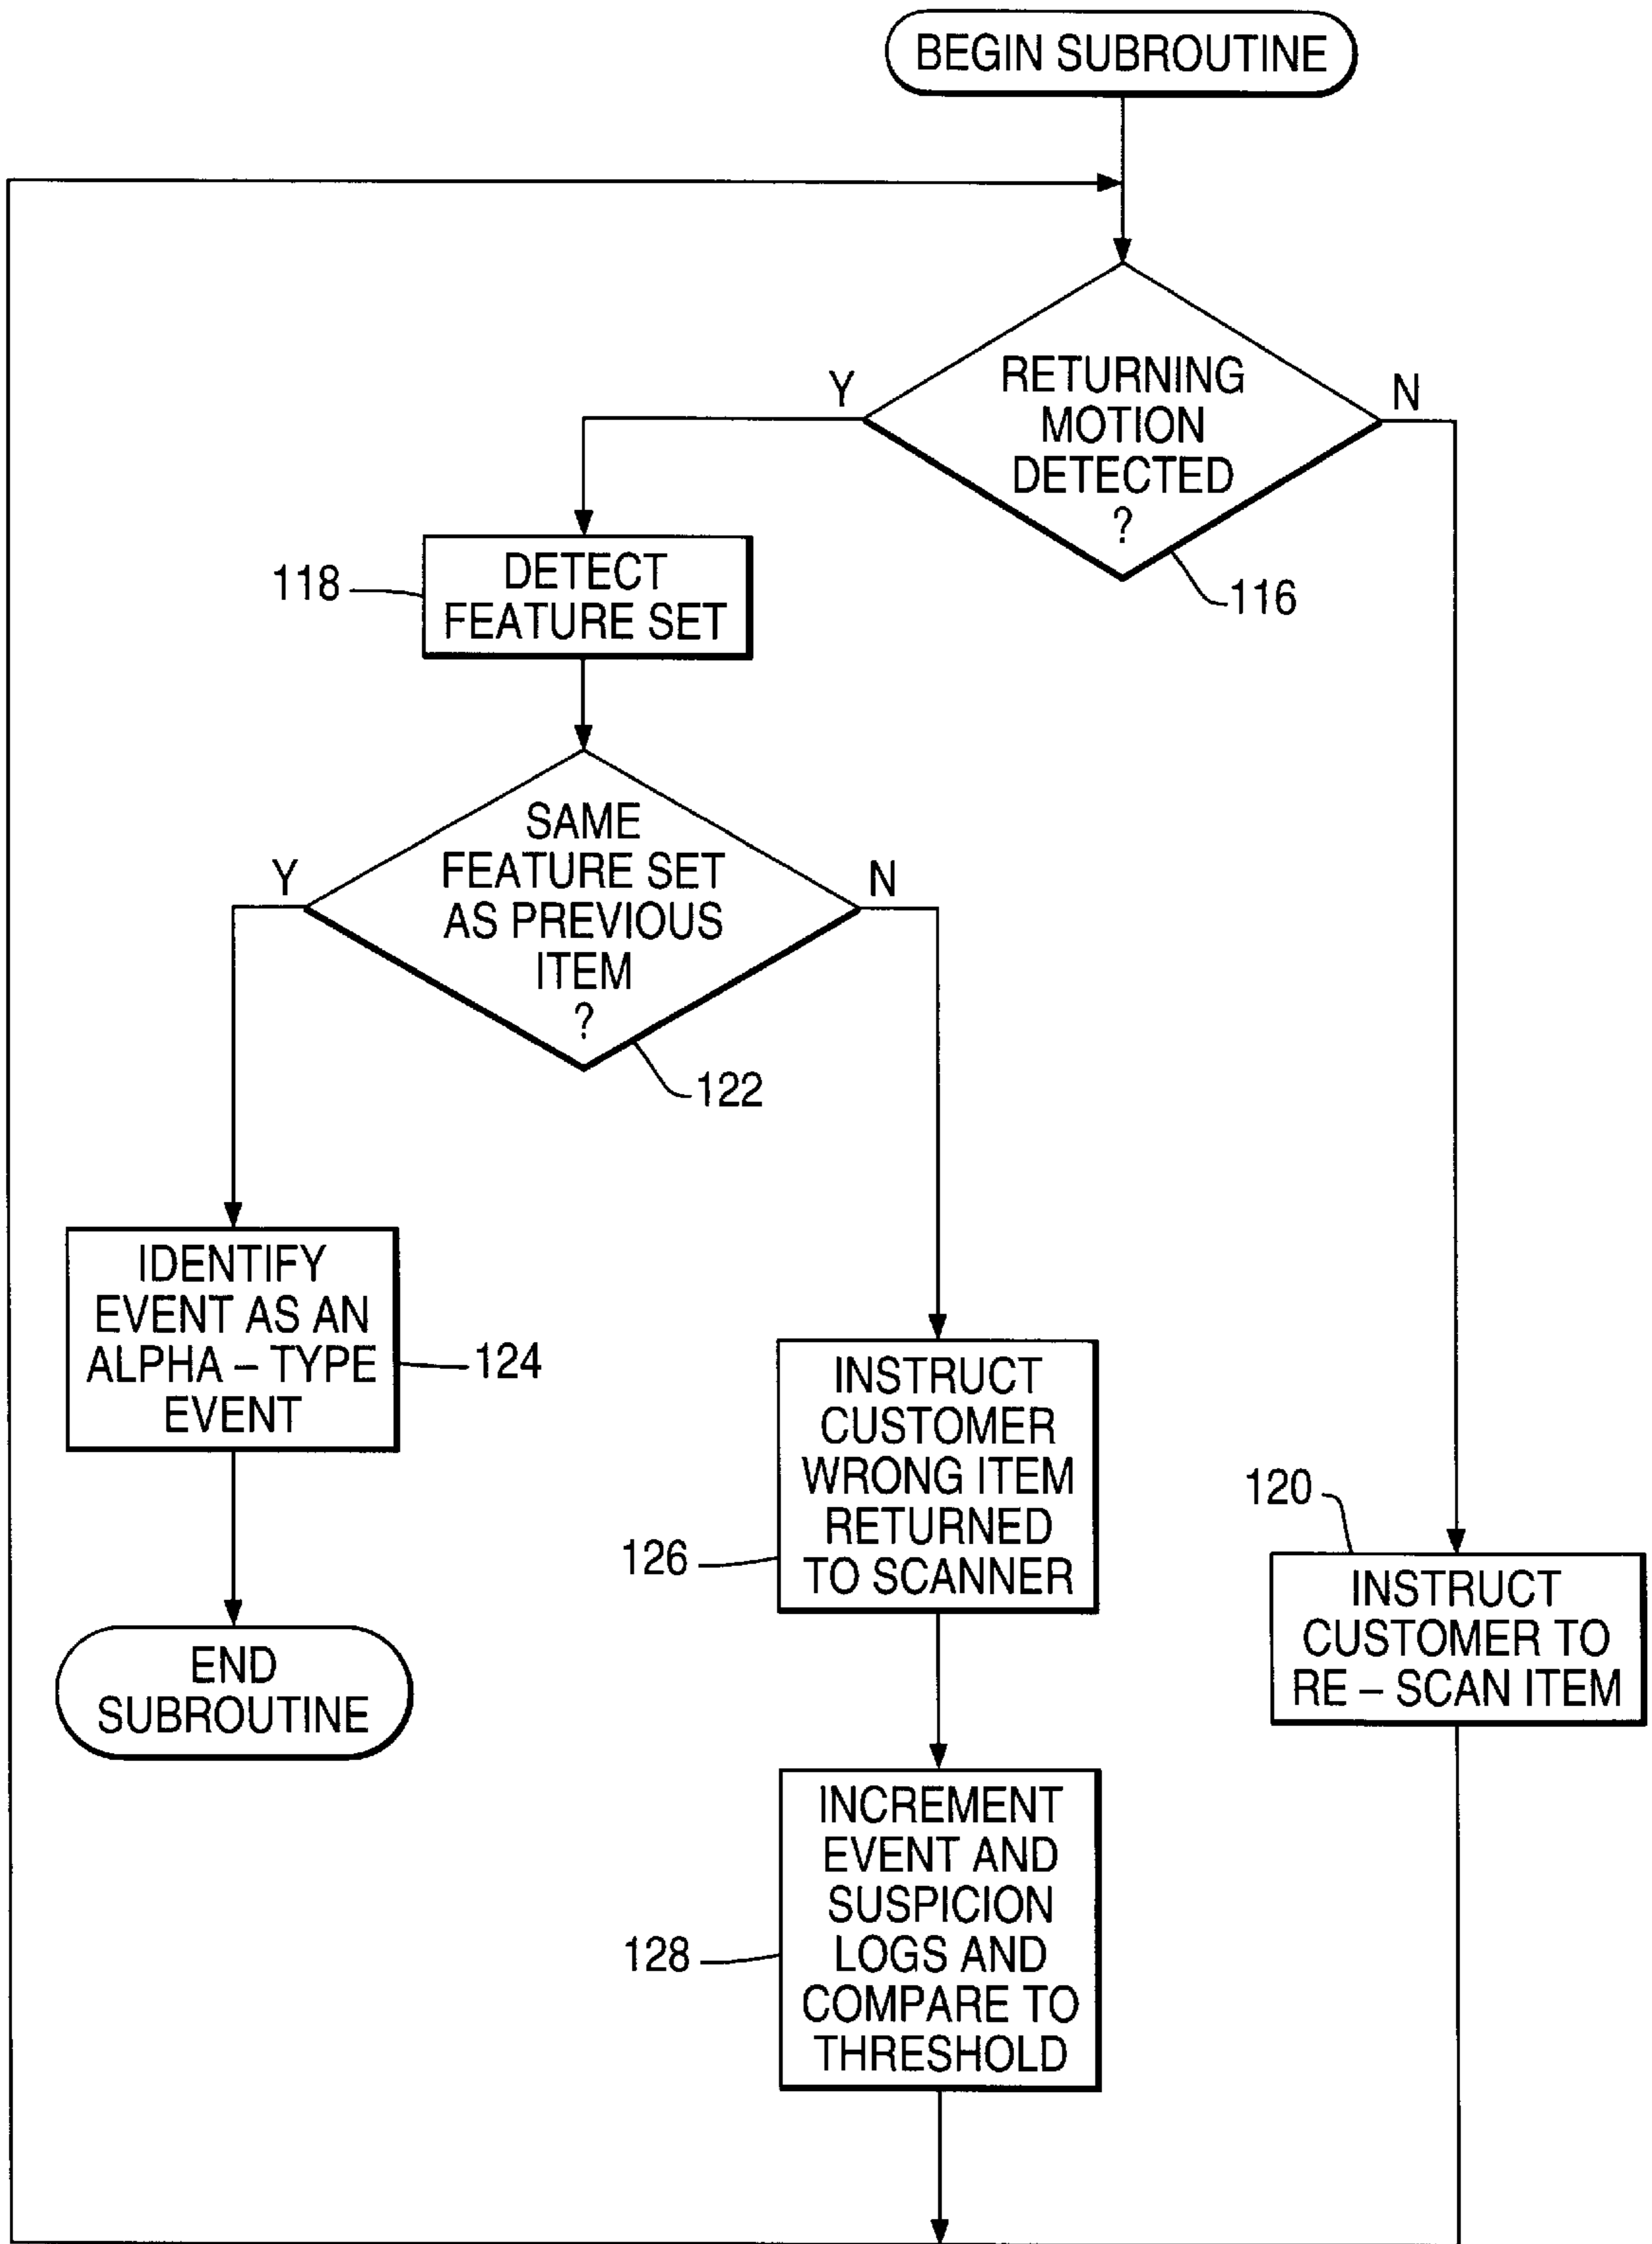 BEGIN SUBROUTINE
RETURNING
MOTION
DETECTED
?
Y
N
116
118
DETECT
FEATURE SET
SAME
FEATURE SET
AS PREVIOUS
ITEM
?
Y
N
122
IDENTIFY
EVENT AS AN
ALPHA – TYPE
EVENT
124
INSTRUCT
CUSTOMER
WRONG ITEM
RETURNED
TO SCANNER
126
120
INSTRUCT
CUSTOMER TO
RE – SCAN ITEM
END
SUBROUTINE
INCREMENT
EVENT AND
SUSPICION
LOGS AND
COMPARE TO
THRESHOLD
128